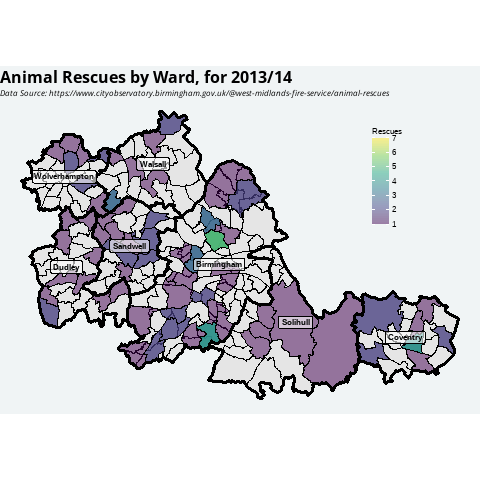 Animal Rescues by Ward, for 2013/14
Data Source: https://www.cityobservatory.birmingham.gov.uk/@west-midlands-fire-service/animal-rescues
Rescues
7
6
5
4
3
2
1
Walsall
Wolverhampton
Sandwell
Birmingham
Dudley
Solihull
Coventry